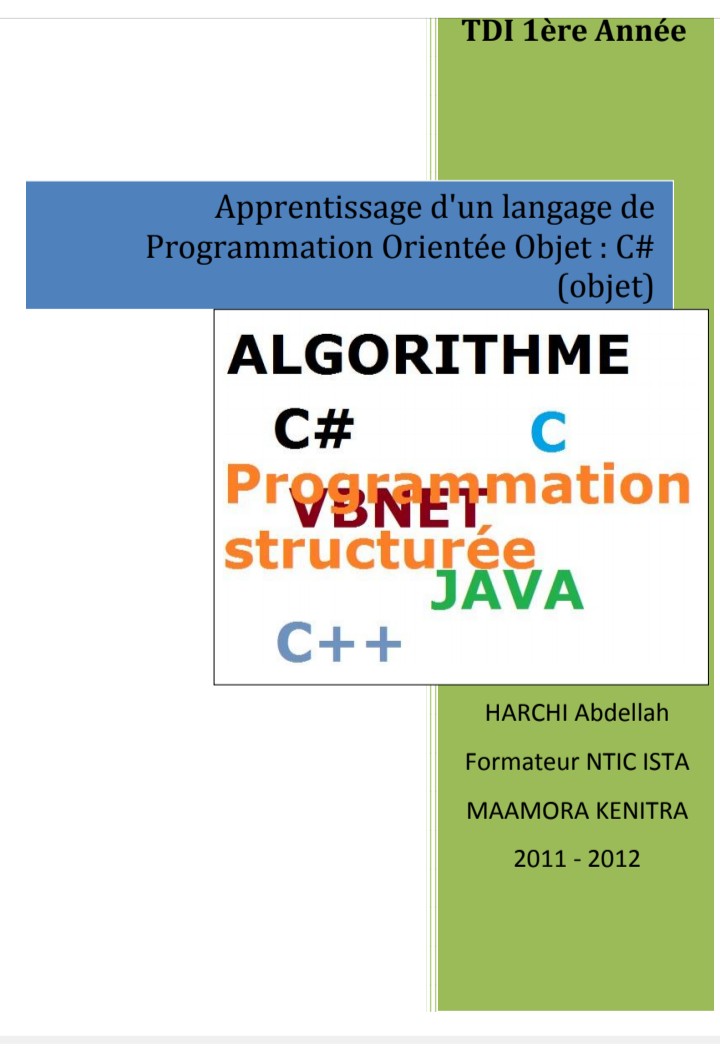 TDI 1ère Année
Apprentissage d'un langage de
Programmation Orientée Objet : C#
(objet)
ALGORITHME
C# C
Programmation
VBNET
structurée
JAVA
C++
HARCHI Abdellah
Formateur NTIC ISTA
MAAMORA KENITRA
2011 - 2012